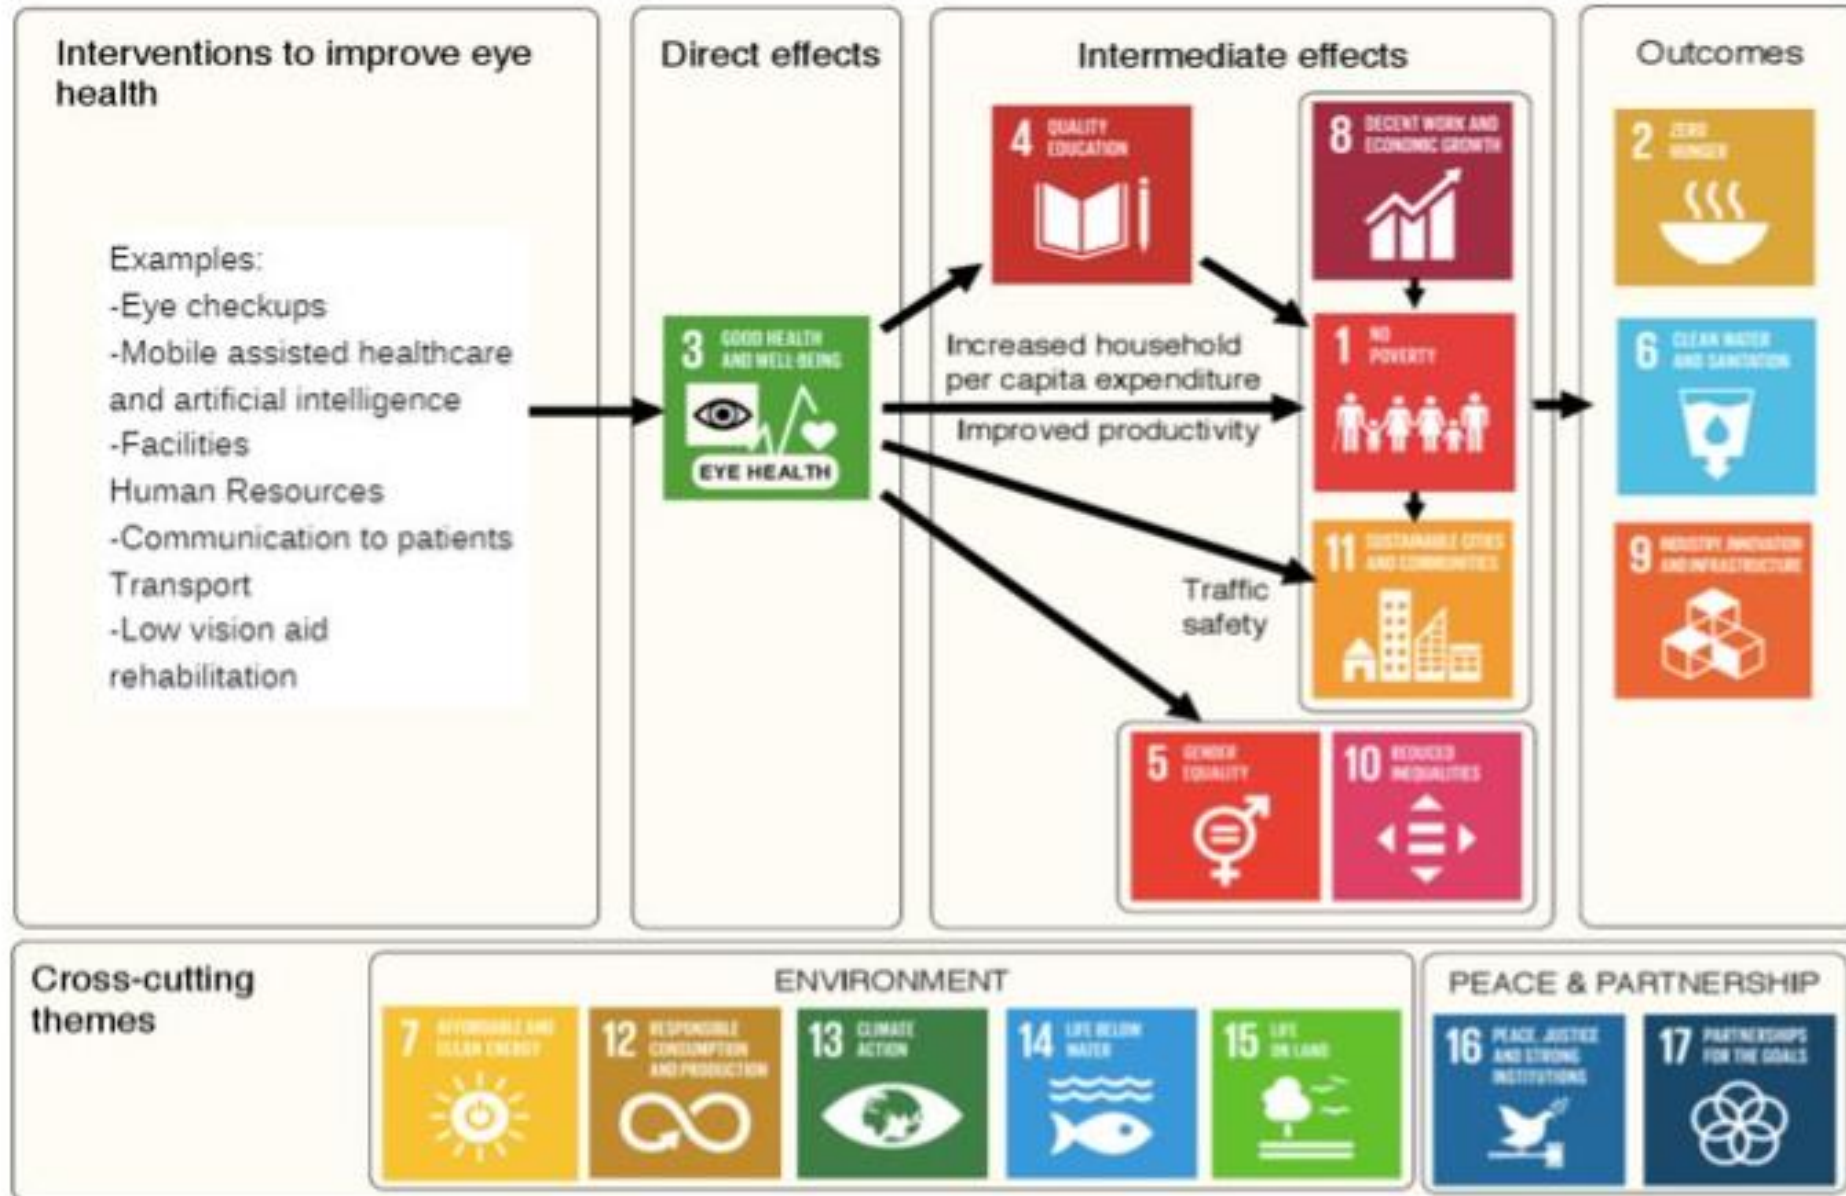 Interventions to improve eye
health
Examples:
-Eye checkups
-Mobile assisted healthcare
and artificial intelligence
-Facilities
Human Resources
-Communication to patients
Transport
-Low vision aid
rehabilitation
Direct effects
3 GOOD HEALTH
AND WELL-BEING
EYE HEALTH
Intermediate effects
4 QUALITY
EDUCATION
Increased household
per capita expenditure
Improved productivity
Traffic
safety
8 DECENT WORK AND
ECONOMIC GROWTH
1 NO
POVERTY
11 SUSTAINABLE CITIES
AND COMMUNITIES
5 GENDER
EQUALITY
10 REDUCED
INEQUALITIES
Outcomes
2 ZERO
HUNGER
6 CLEAN WATER
AND SANITATION
9 INDUSTRY, INNOVATION
AND INFRASTRUCTURE
Cross-cutting
themes
ENVIRONMENT
7 AFFORDABLE AND
CLEAN ENERGY
12 RESPONSIBLE
CONSUMPTION
AND PRODUCTION
13 CLIMATE
ACTION
14 LIFE BELOW
WATER
15 LIFE
ON LAND
PEACE & PARTNERSHIP
16 PEACE, JUSTICE
AND STRONG
INSTITUTIONS
17 PARTNERSHIPS
FOR THE GOALS